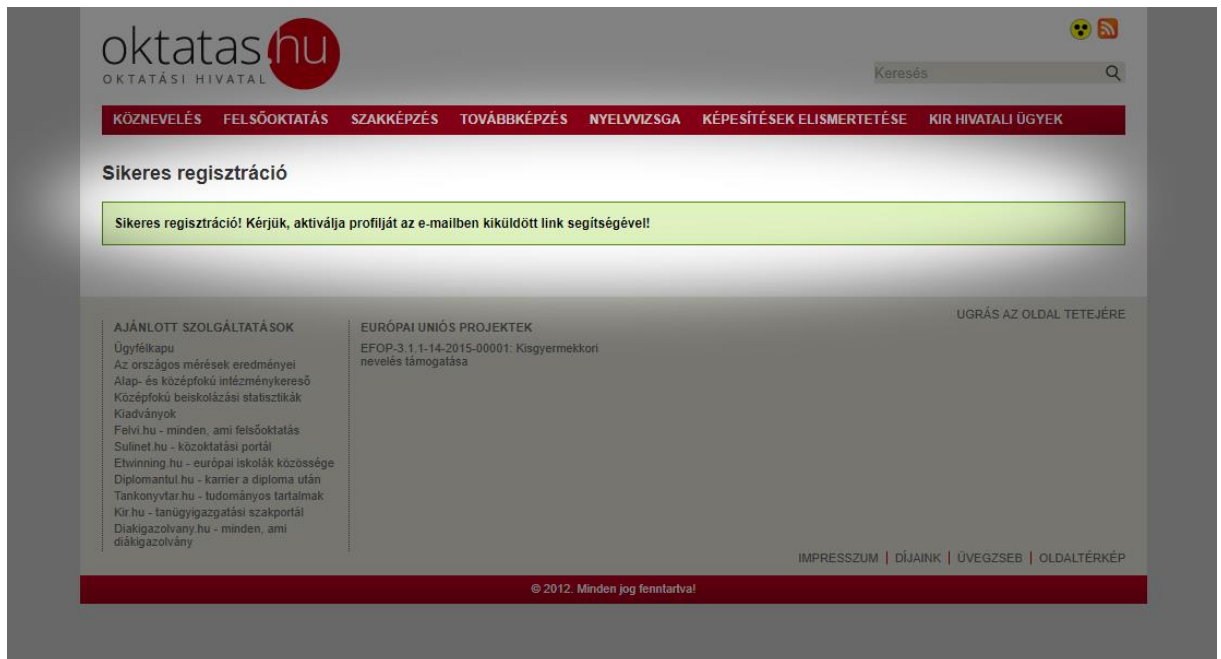 oktatas.hu
OKTATÁSI HIVATAL
Keresés
KÖZNEVELÉS FELSŐOKTATÁS SZAKKÉPZÉS TOVÁBBKÉPZÉS NYELVVIZSGA KÉPESÍTÉSEK ELISMERTETÉSE KIR HIVATALI ÜGYEK
Sikeres regisztráció
Sikeres regisztráció! Kérjük, aktiválja profilját az e-mailben kiküldött link segítségével!
UGRÁS AZ OLDAL TETEJÉRE
AJÁNLOTT SZOLGÁLTATÁSOK
Ügyfélkapu
Az országos mérések eredményei
Alap- és középfokú intézménykereső
Középfokú beiskolázási statisztikák
Kiadványok
Felvi.hu - minden, ami felsőoktatás
Sulinet.hu - közoktatási portál
Etwinning.hu - európai iskolák közössége
Diplomantul.hu - karrier a diploma után
Tankonyvtar.hu - tudományos tartalmak
Kir.hu - tanügyigazgatási szakportál
Diakigazolvany.hu - minden, ami
diákigazolvány
EURÓPAI UNIÓS PROJEKTEK
EFOP-3.1.1-14-2015-00001: Kisgyermekkori
nevelés támogatása
IMPRESSZUM | DÍJAINK | ÜVEGZSEB | OLDALTÉRKÉP
© 2012. Minden jog fenntartva!